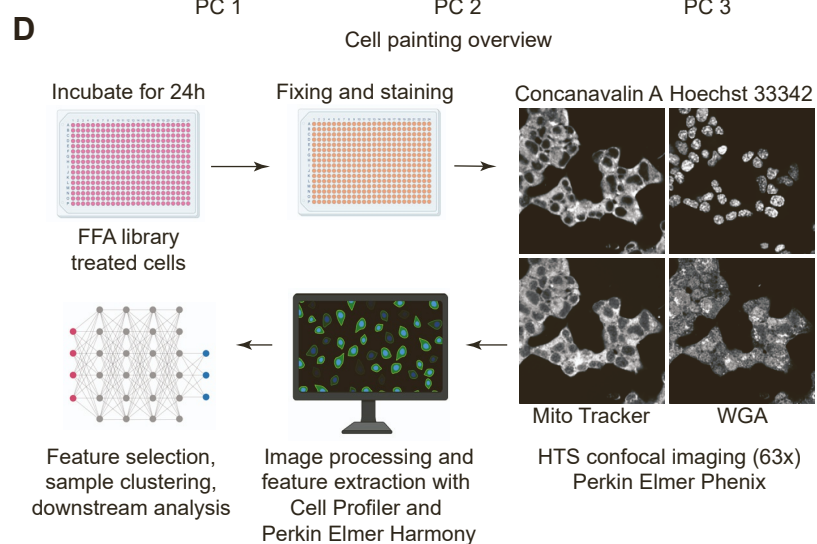 PC 1 PC 2 PC 3
D
Cell painting overview
Incubate for 24h
Fixing and staining
Concanavalin A Hoechst 33342
FFA library
treated cells
Mito Tracker
WGA
HTS confocal imaging (63x)
Perkin Elmer Phenix
Image processing and
feature extraction with
Cell Profiler and
Perkin Elmer Harmony
Feature selection,
sample clustering,
downstream analysis